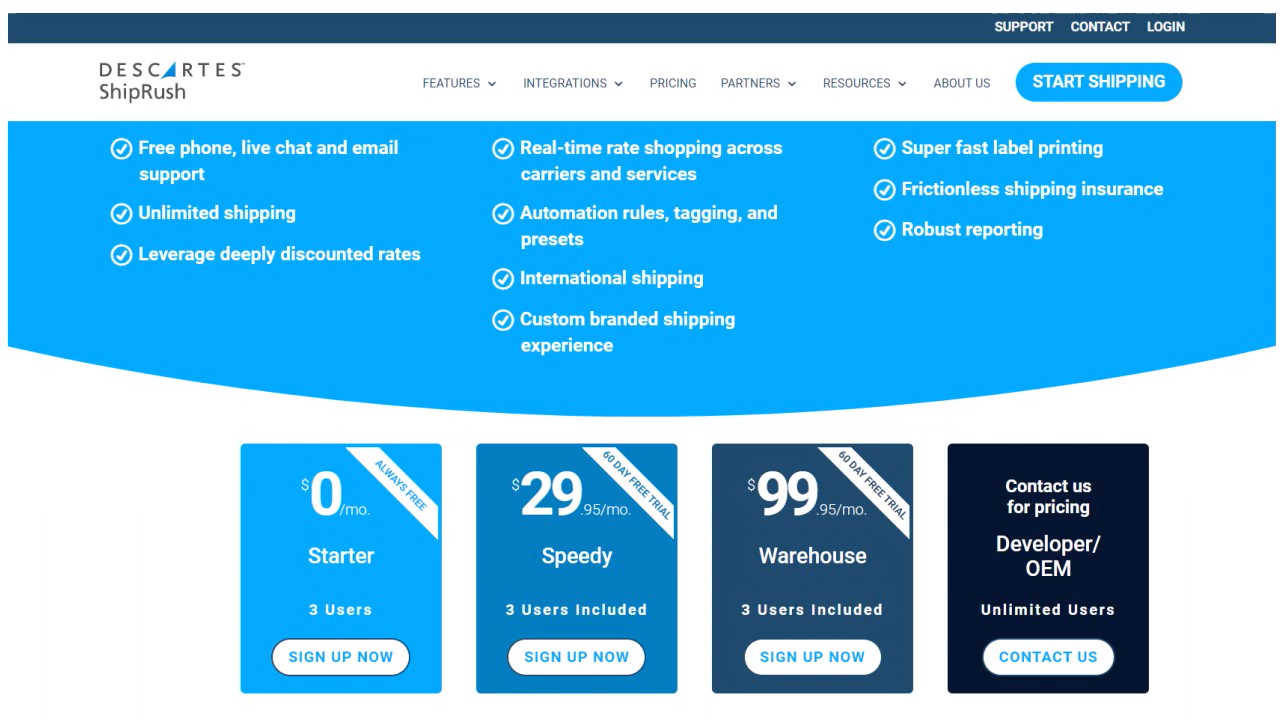 SUPPORT CONTACT LOGIN
DESCARTES™
ShipRush
FEATURES INTEGRATIONS PRICING PARTNERS RESOURCES ABOUT US START SHIPPING
Free phone, live chat and email
support
Unlimited shipping
Leverage deeply discounted rates
Real-time rate shopping across
carriers and services
Automation rules, tagging, and
presets
International shipping
Custom branded shipping
experience
Super fast label printing
Frictionless shipping insurance
Robust reporting
ALWAYS FREE
$0/mo.
Starter
3 Users
SIGN UP NOW
60 DAY FREE TRIAL
$29.95/mo.
Speedy
3 Users Included
SIGN UP NOW
60 DAY FREE TRIAL
$99.95/mo.
Warehouse
3 Users Included
SIGN UP NOW
Contact us
for pricing
Developer/
OEM
Unlimited Users
CONTACT US